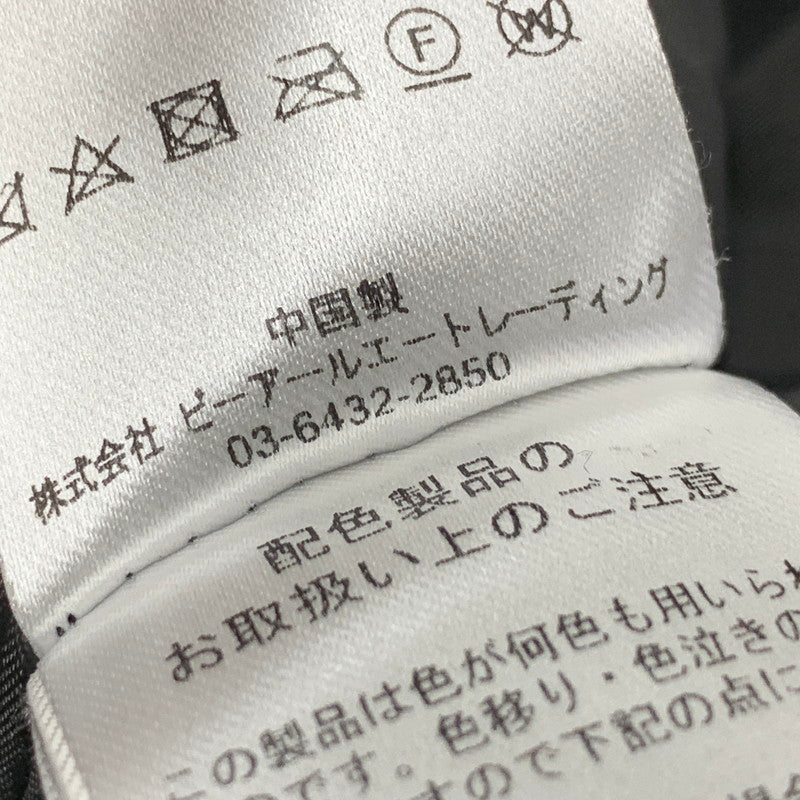 F
W
中国製
株式会社 ピーアールエートレーディング
03-6432-2850
配色製品の
お取扱い上のご注意
この製品は色が何色も用いられ
のです。色移り・色泣きの
すので下記の点に